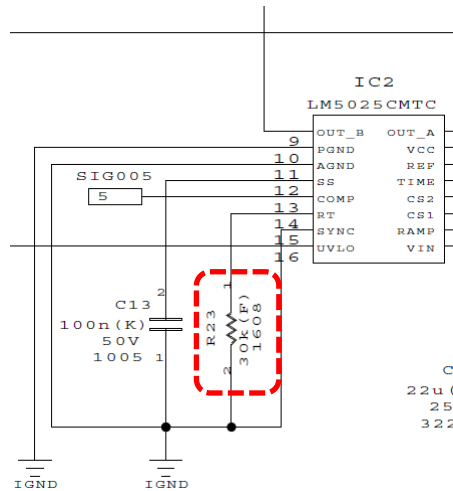 IC2
LM5025CMTC
OUT_B OUT_A
9
PGND VCC
10
AGND REF
11
SS TIME
12
COMP CS2
13
RT CS1
14
SYNC RAMP
15
UVLO VIN
16
SIG005
5
2
C13
100n(K)
50V
1005 1
1
R23
30k(F)
1608
2
C
22u(
25
322
IGND
IGND